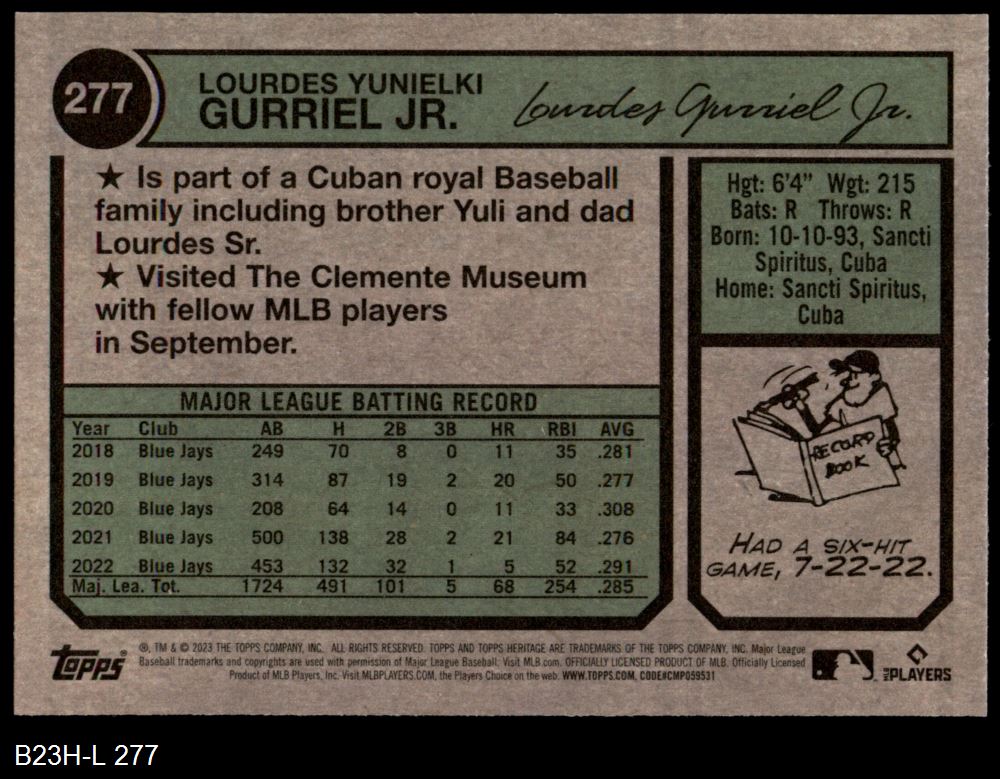 277
LOURDES YUNIELKI
GURRIEL JR.
Lourdes Gurriel Jr.
★ Is part of a Cuban royal Baseball
family including brother Yuli and dad
Lourdes Sr.
★ Visited The Clemente Museum
with fellow MLB players
in September.
Hgt: 6'4" Wgt: 215
Bats: R Throws: R
Born: 10-10-93, Sancti
Spiritus, Cuba
Home: Sancti Spiritus,
Cuba
MAJOR LEAGUE BATTING RECORD
Year Club AB H 2B 3B HR RBI AVG
2018 Blue Jays 249 70 8 0 11 35 .281
2019 Blue Jays 314 87 19 2 20 50 .277
2020 Blue Jays 208 64 14 0 11 33 .308
2021 Blue Jays 500 138 28 2 21 84 .276
2022 Blue Jays 453 132 32 1 5 52 .291
Maj. Lea. Tot. 1724 491 101 5 68 254 .285
RECORD
BOOK
HAD A SIX-HIT
GAME, 7-22-22.
Topps
®, TM & © 2023 THE TOPPS COMPANY, INC. ALL RIGHTS RESERVED. TOPPS AND TOPPS HERITAGE ARE TRADEMARKS OF THE TOPPS COMPANY, INC. Major League
Baseball trademarks and copyrights are used with permission of Major League Baseball. Visit MLB.com. OFFICIALLY LICENSED PRODUCT OF MLB. Officially Licensed
Product of MLB Players, Inc. Visit MLBPLAYERS.COM, the Players Choice on the web. WWW.TOPPS.COM, CODE#CMP059531
MLB PLAYERS
B23H-L 277